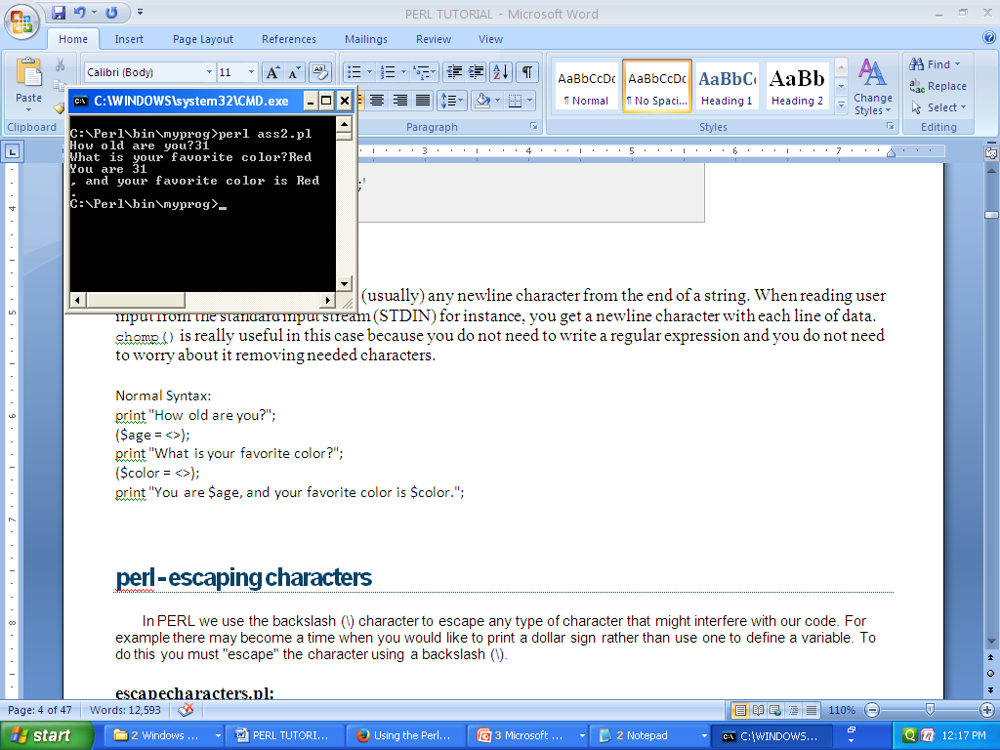 PERL TUTORIAL - Microsoft Word
Home Insert Page Layout References Mailings Review View
Paste
Calibri (Body) 11
AaBbCcDc AaBbCcDc AaBbC AaBb
¶ Normal ¶ No Spaci... Heading 1 Heading 2
Change Styles
Find
Replace
Select
Clipboard Paragraph Styles Editing
C:\WINDOWS\system32\CMD.exe
C:\Perl\bin\myprog>perl ass2.pl
How old are you?31
What is your favorite color?Red
You are 31
, and your favorite color is Red
.
C:\Perl\bin\myprog>_
3 4 5 6 7
;'
(usually) any newline character from the end of a string. When reading user
input from the standard input stream (STDIN) for instance, you get a newline character with each line of data.
chomp() is really useful in this case because you do not need to write a regular expression and you do not need
to worry about it removing needed characters.
Normal Syntax:
print "How old are you?";
($age = <>);
print "What is your favorite color?";
($color = <>);
print "You are $age, and your favorite color is $color.";
perl - escaping characters
In PERL we use the backslash (\) character to escape any type of character that might interfere with our code. For
example there may become a time when you would like to print a dollar sign rather than use one to define a variable. To
do this you must "escape" the character using a backslash (\).
escapecharacters.pl:
4
5
6
7
8
Page: 4 of 47 Words: 12,593 110%
start 2 Windows ... PERL TUTORI... Using the Perl... 3 Microsoft ... 2 Notepad C:\WINDOWS... 12:17 PM